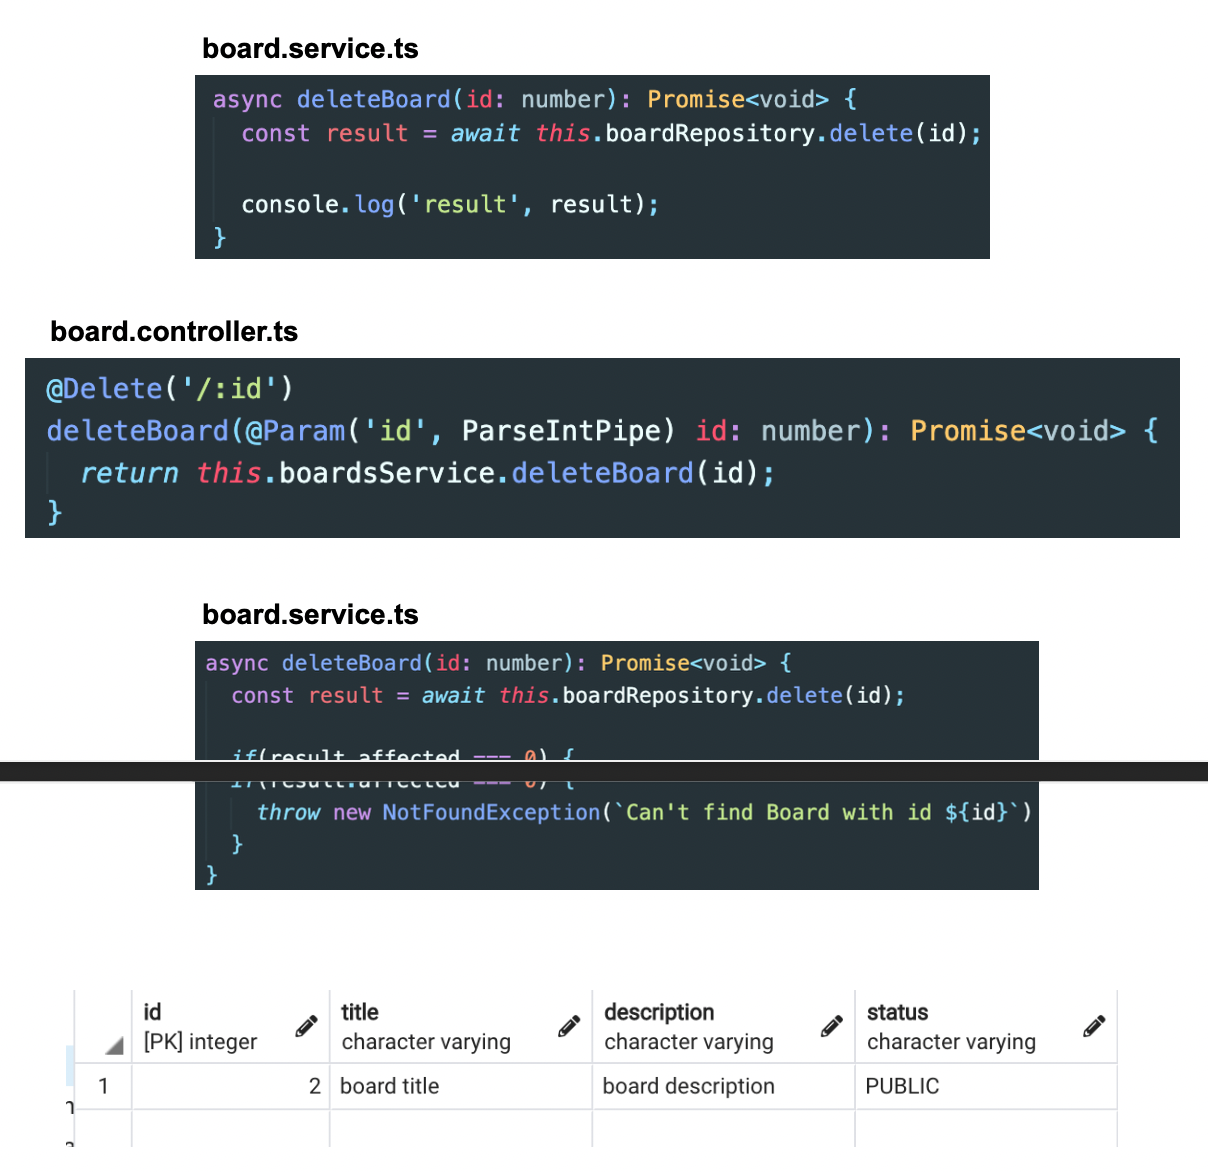 board.service.ts
async deleteBoard(id: number): Promise<void> {
const result = await this.boardRepository.delete(id);
console.log('result', result);
}
board.controller.ts
@Delete('/:id')
deleteBoard(@Param('id', ParseIntPipe) id: number): Promise<void> {
return this.boardsService.deleteBoard(id);
}
board.service.ts
async deleteBoard(id: number): Promise<void> {
const result = await this.boardRepository.delete(id);
if(result.affected === 0) {
if(result.affected === 0) {
throw new NotFoundException(`Can't find Board with id ${id}`)
}
}
id title description status
[PK] integer character varying character varying character varying
1 2 board title board description PUBLIC